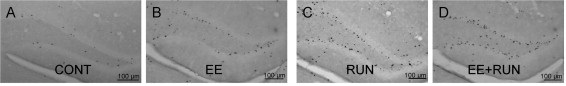 A
B
C
D
CONT
EE
RUN
EE+RUN
100 µm
100 µm
100 µm
100 µm